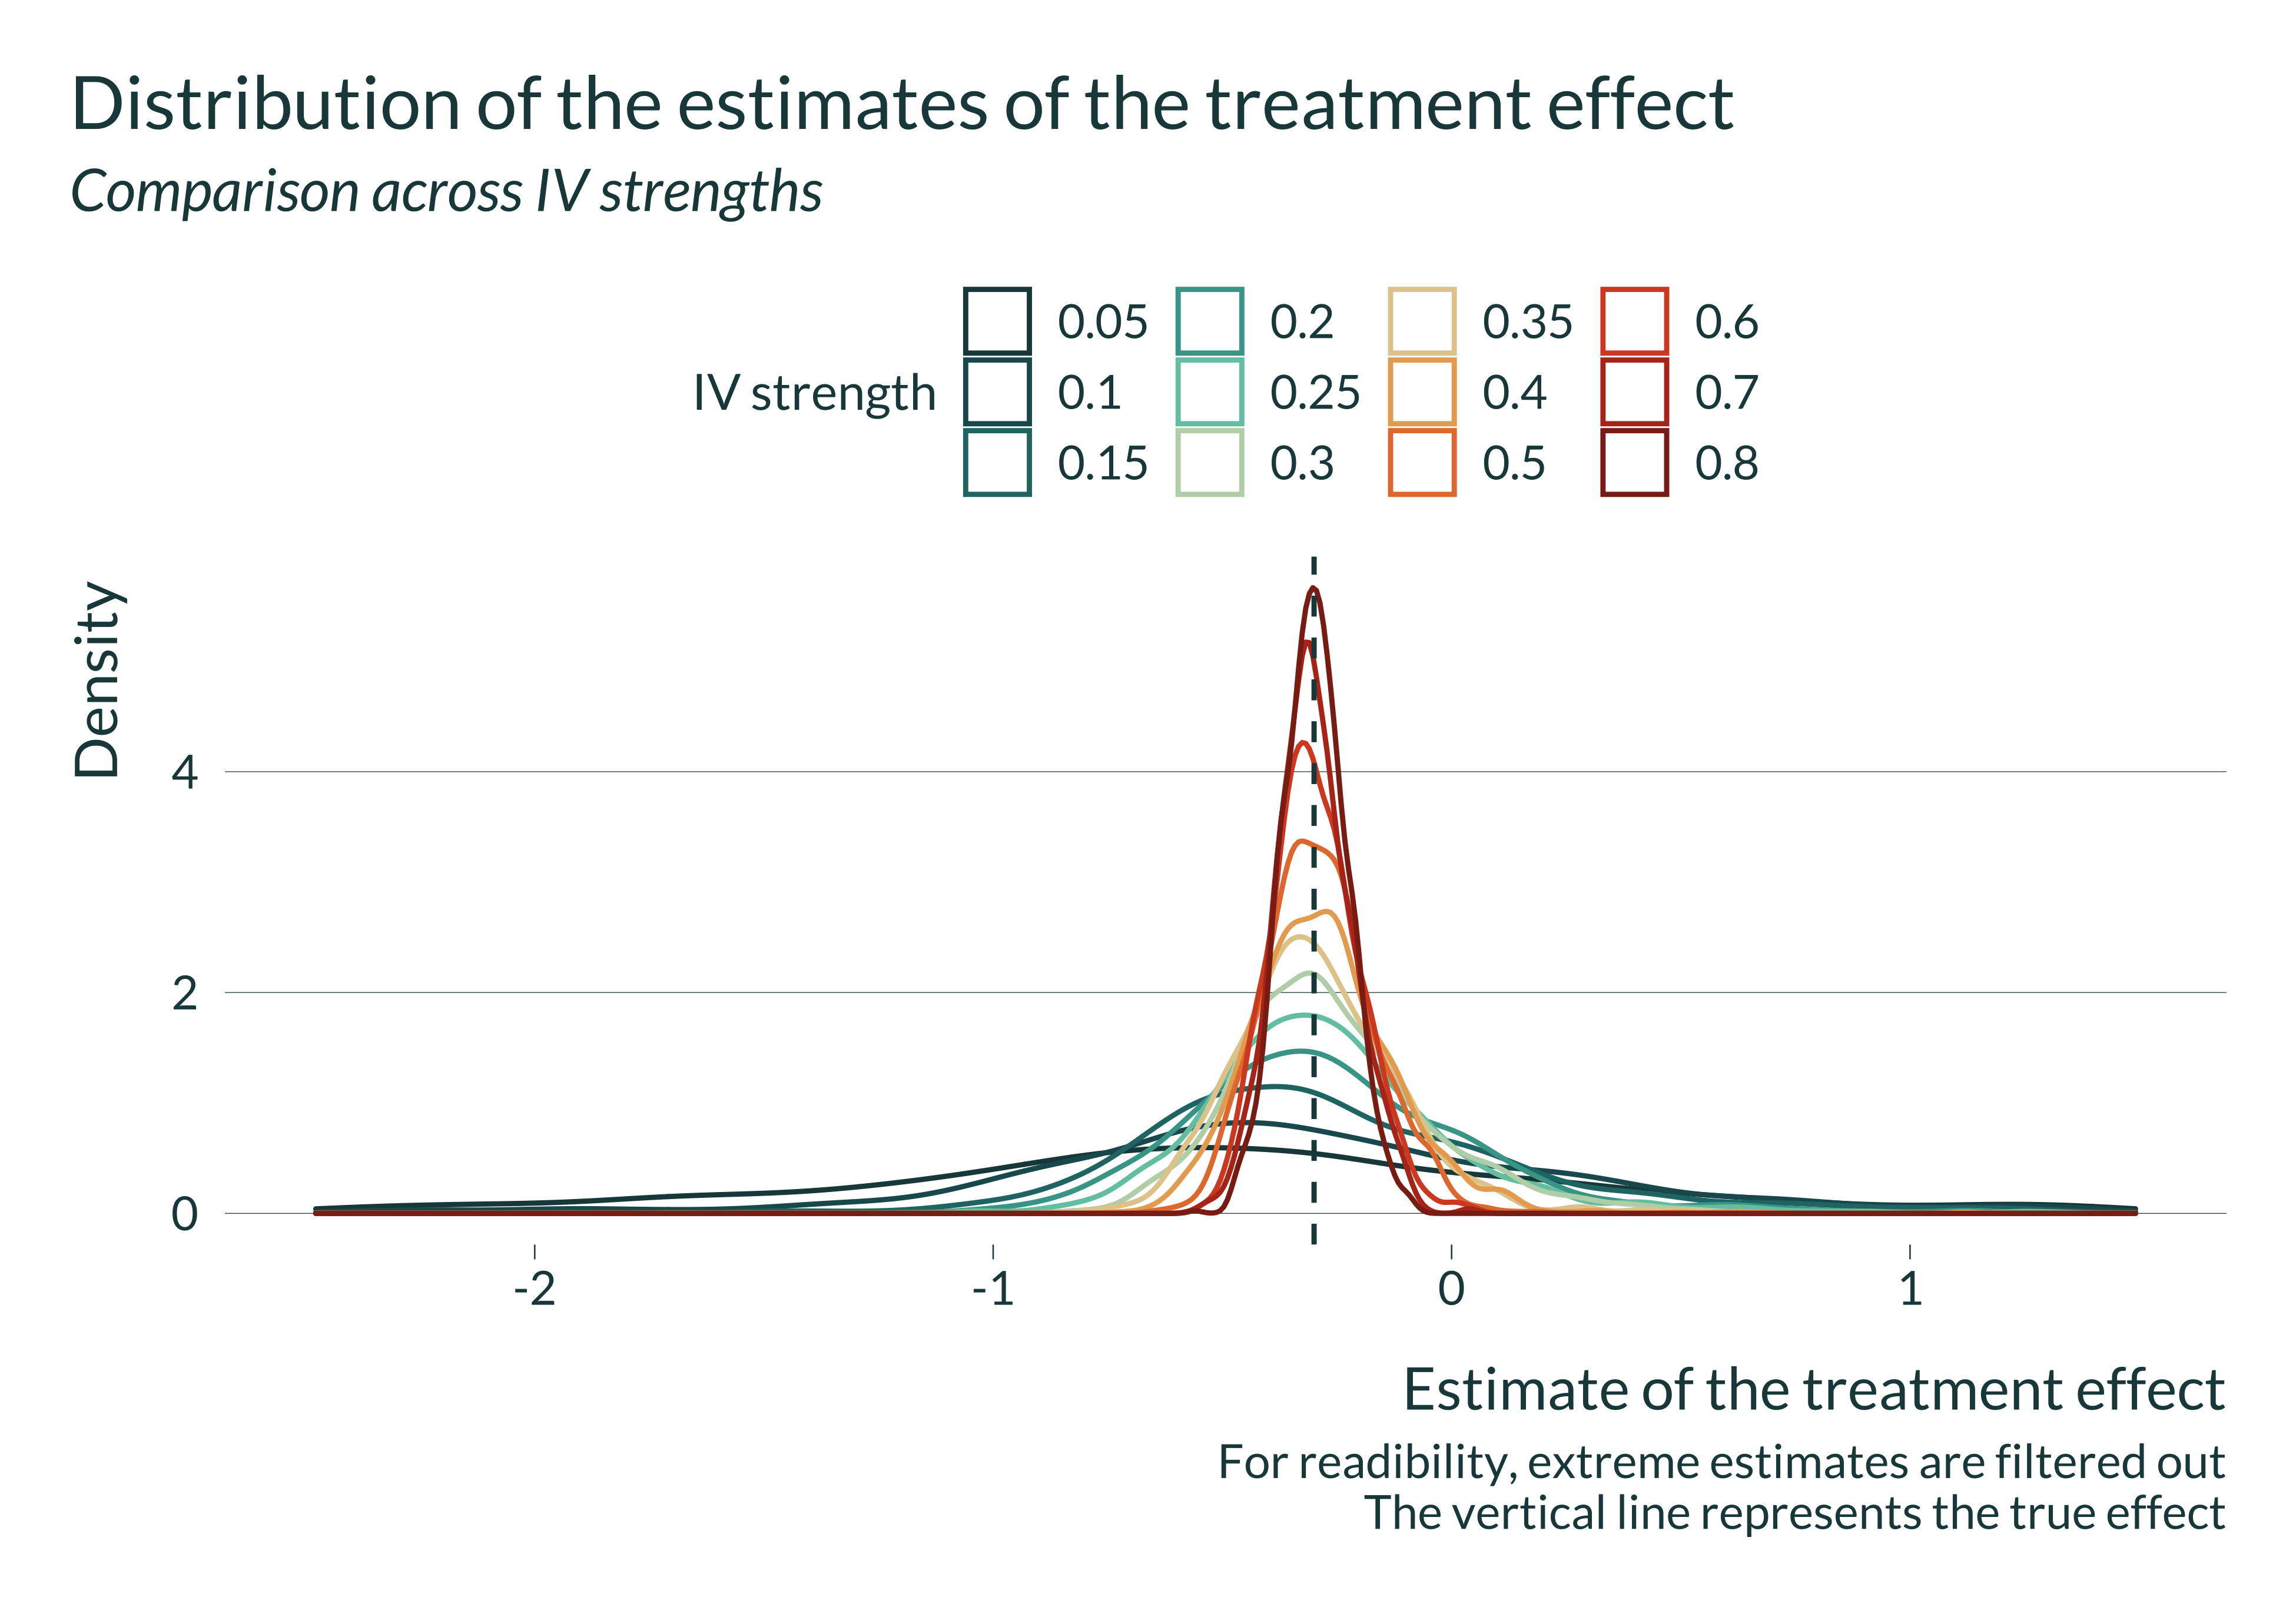 Distribution of the estimates of the treatment effect
Comparison across IV strengths
IV strength
0.05
0.1
0.15
0.2
0.25
0.3
0.35
0.4
0.5
0.6
0.7
0.8
Density
4
2
0
-2
-1
0
1
Estimate of the treatment effect
For readibility, extreme estimates are filtered out
The vertical line represents the true effect